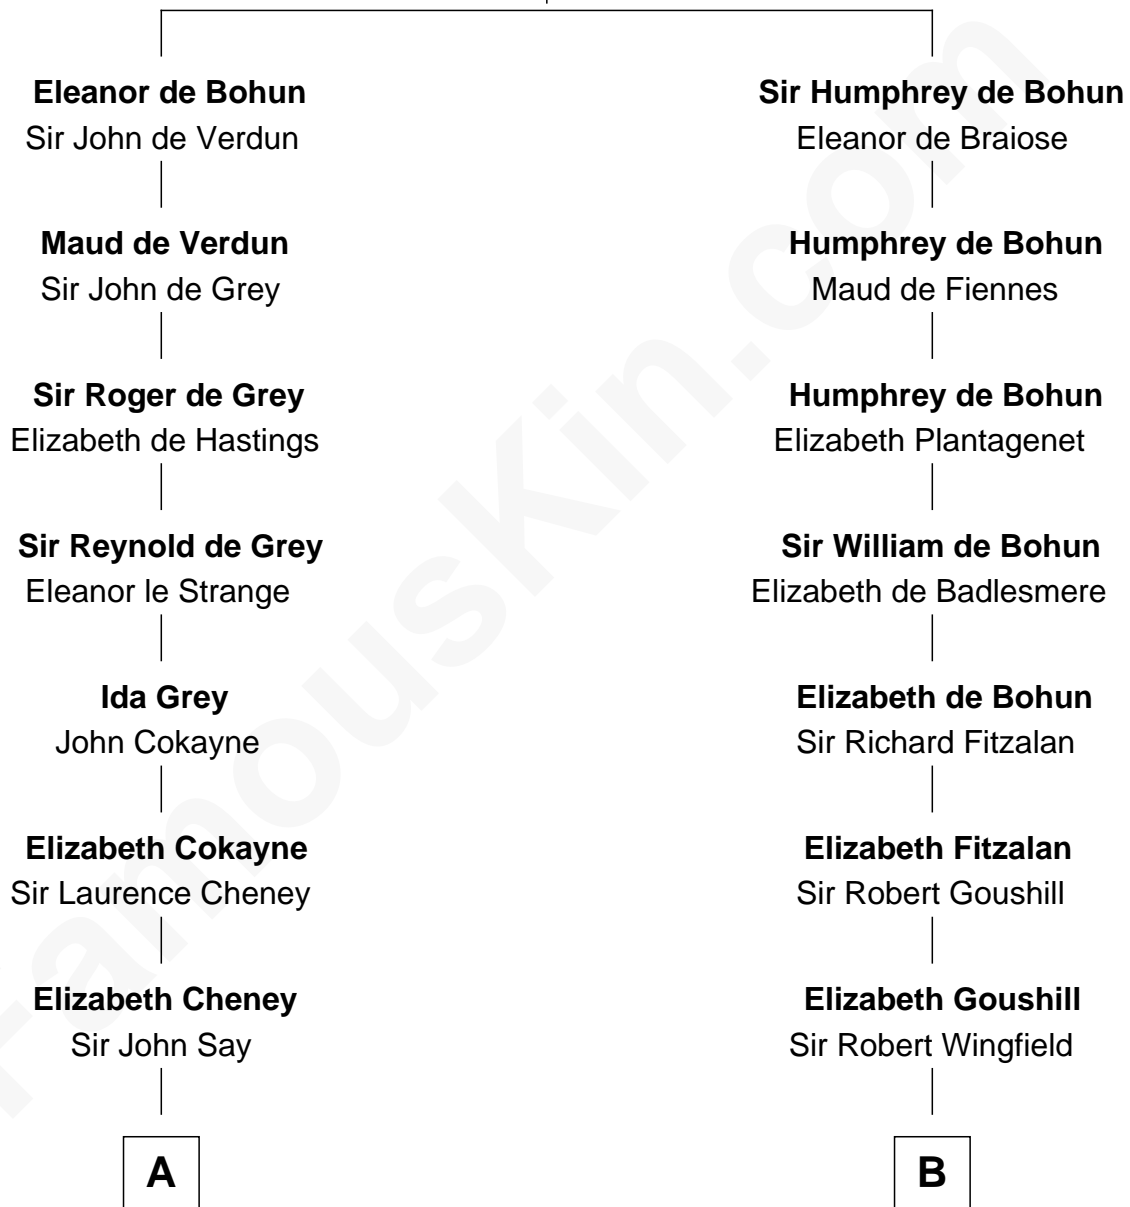 Eleanor de Bohun
Sir John de Verdun
Maud de Verdun
Sir John de Grey
Sir Roger de Grey
Elizabeth de Hastings
Sir Reynold de Grey
Eleanor le Strange
Ida Grey
John Cokayne
Elizabeth Cokayne
Sir Laurence Cheney
Elizabeth Cheney
Sir John Say
A
Sir Humphrey de Bohun
Eleanor de Braiose
Humphrey de Bohun
Maud de Fiennes
Humphrey de Bohun
Elizabeth Plantagenet
Sir William de Bohun
Elizabeth de Badlesmere
Elizabeth de Bohun
Sir Richard Fitzalan
Elizabeth Fitzalan
Sir Robert Goushill
Elizabeth Goushill
Sir Robert Wingfield
B
FamousKin.com